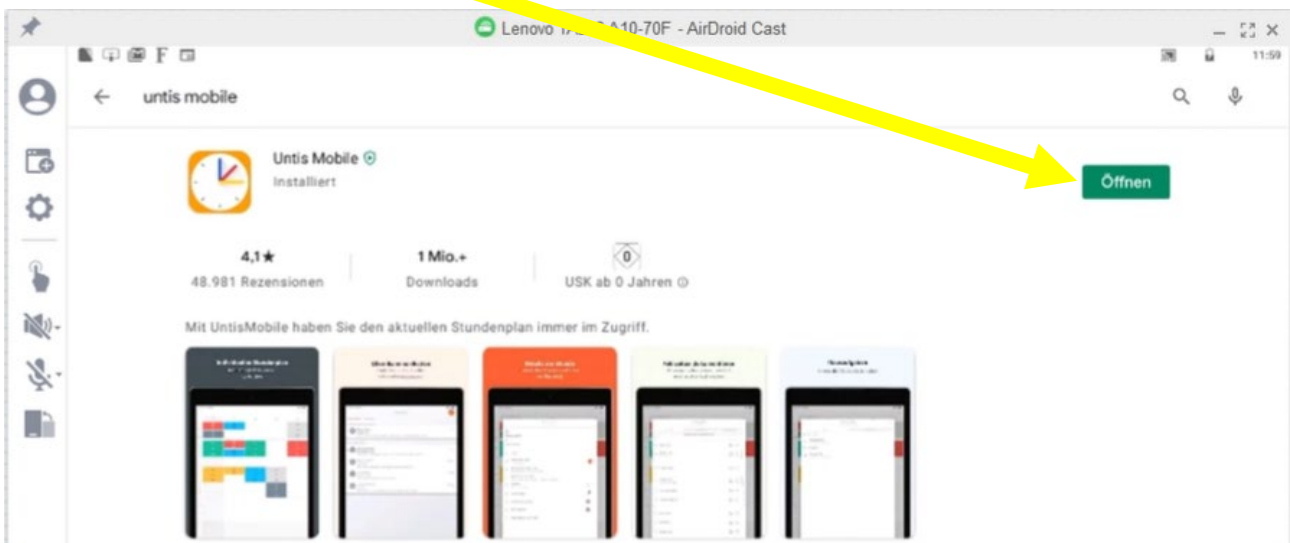 Lenovo A10-70F - AirDroid Cast
F
11:59
untis mobile
Untis Mobile
Installiert
Öffnen
4,1★
1 Mio.+
0
48.981 Rezensionen
Downloads
USK ab 0 Jahren
Mit UntisMobile haben Sie den aktuellen Stundenplan immer im Zugriff.